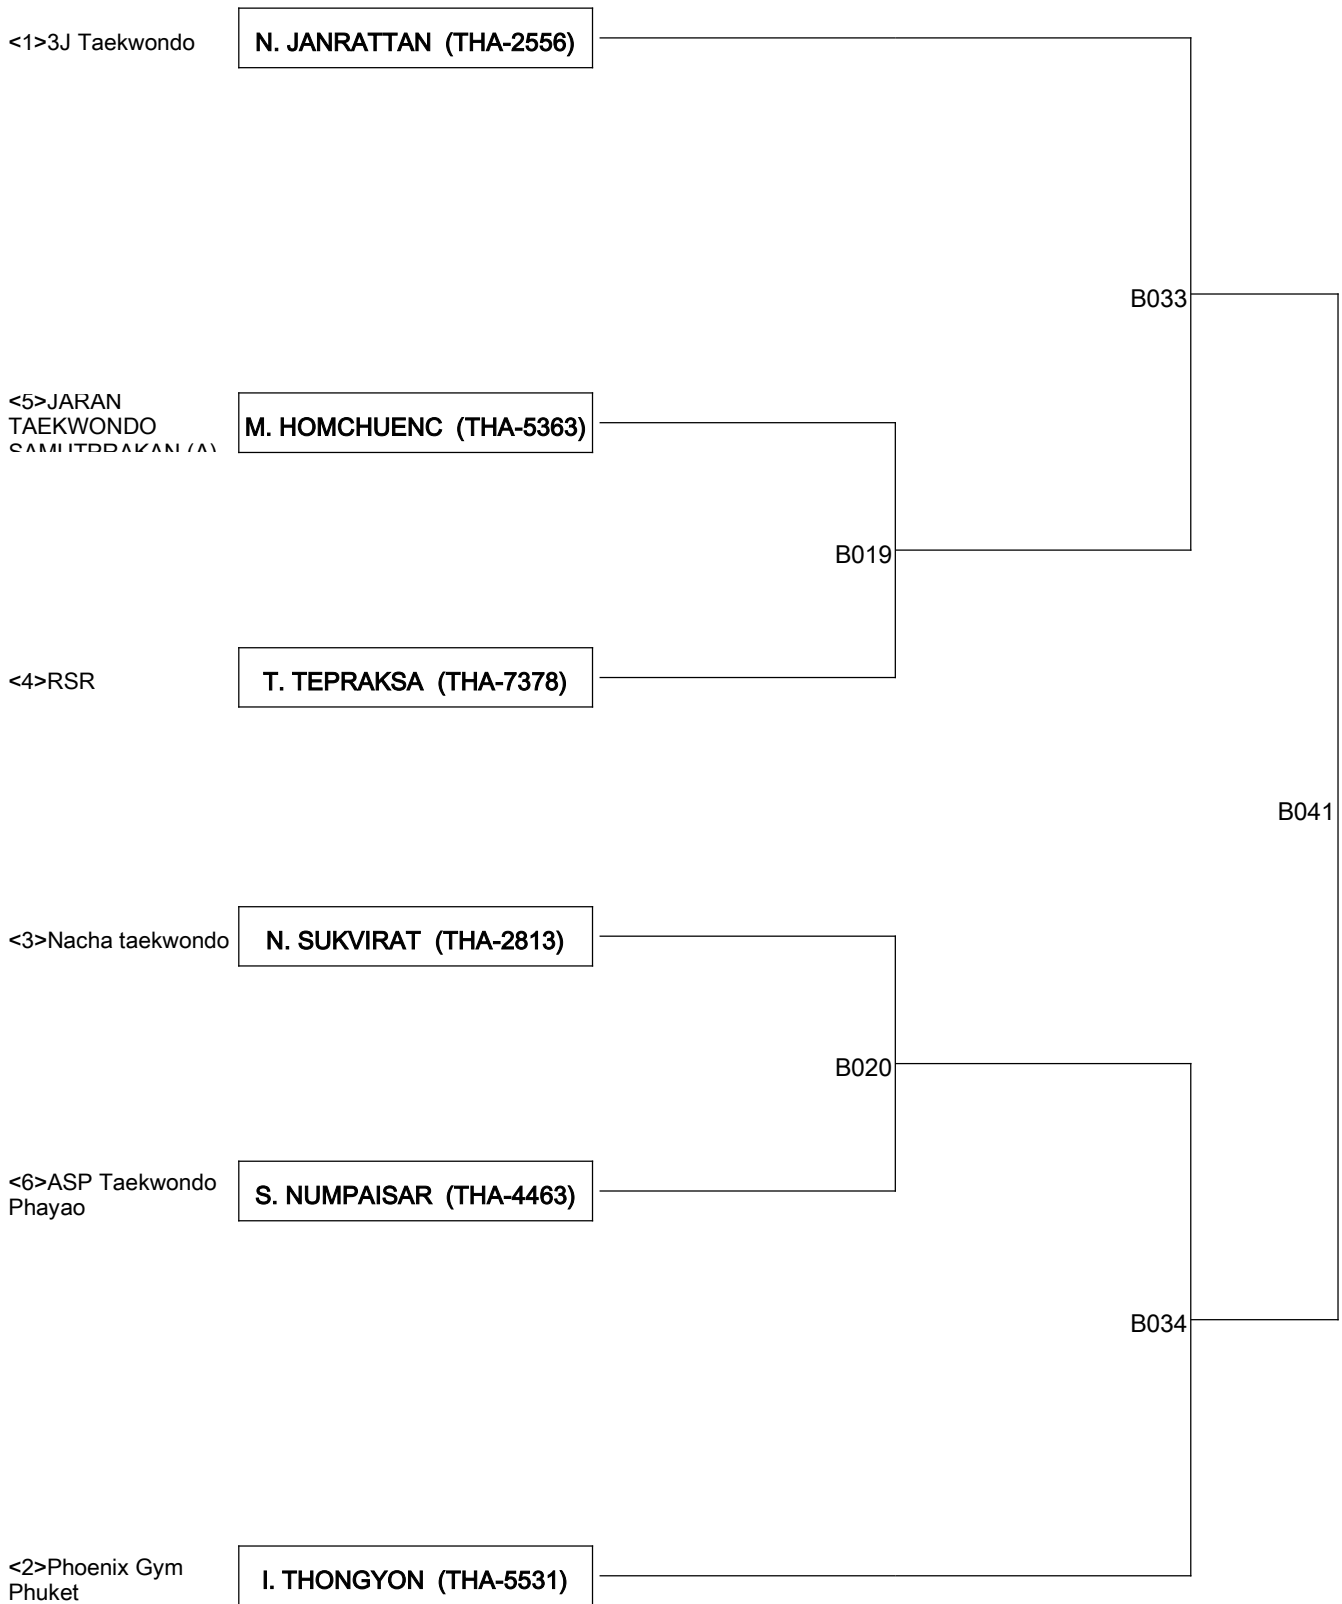 <1>3J Taekwondo
N. JANRATTAN (THA-2556)
B033
<5>JARAN
TAEKWONDO
SAMUTPRAKAN (A)
M. HOMCHUENC (THA-5363)
B019
<4>RSR
T. TEPRAKSA (THA-7378)
B041
<3>Nacha taekwondo
N. SUKVIRAT (THA-2813)
B020
<6>ASP Taekwondo
Phayao
S. NUMPAISAR (THA-4463)
B034
<2>Phoenix Gym
Phuket
I. THONGYON (THA-5531)